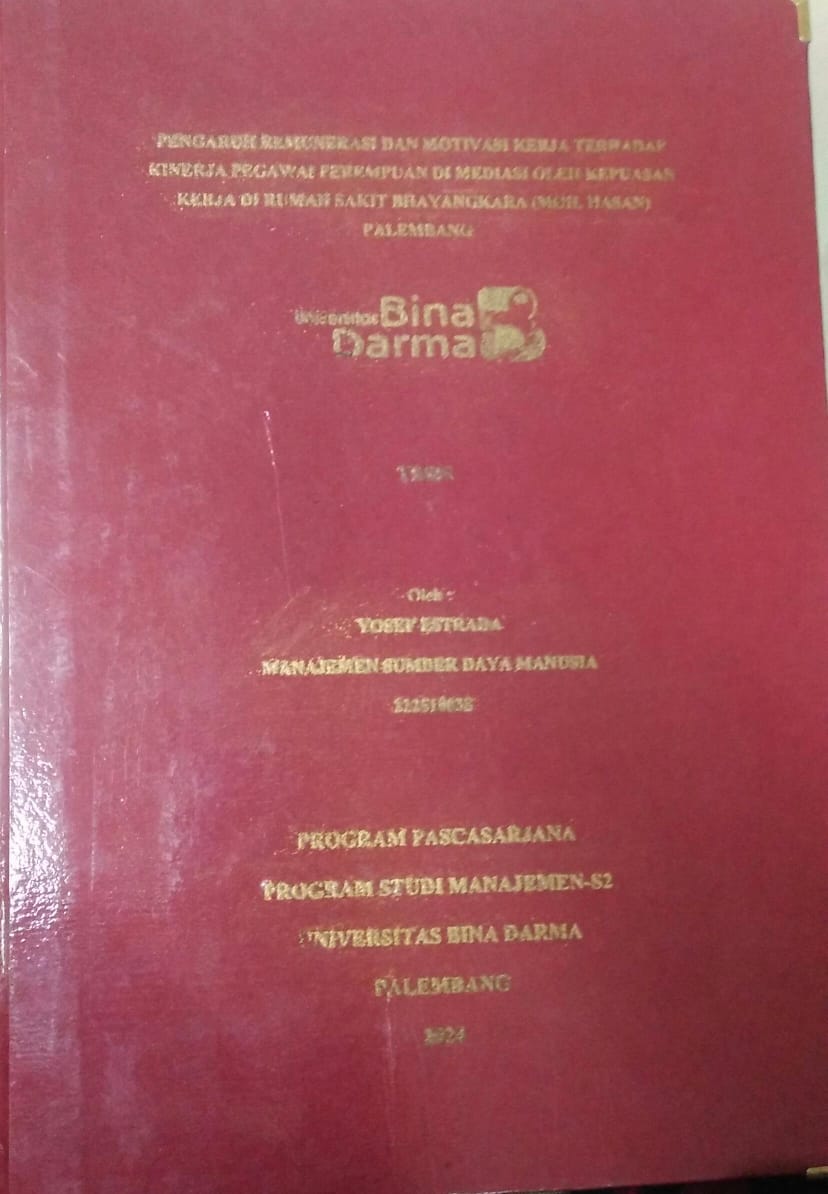 PENGARUH REMUNERASI DAN MOTIVASI KERJA TERHADAP
KINERJA PEGAWAI PEREMPUAN DI MEDIASI OLEH KEPUASAN
KERJA DI RUMAH SAKIT BHAYANGKARA (MOH. HASAN)
PALEMBANG
Universitas Bina
Darma
TESIS
Oleh :
YOSEF ESTRADA
MANAJEMEN SUMBER DAYA MANUSIA
PROGRAM PASCASARJANA
PROGRAM STUDI MANAJEMEN-S2
UNIVERSITAS BINA DARMA
PALEMBANG
2024